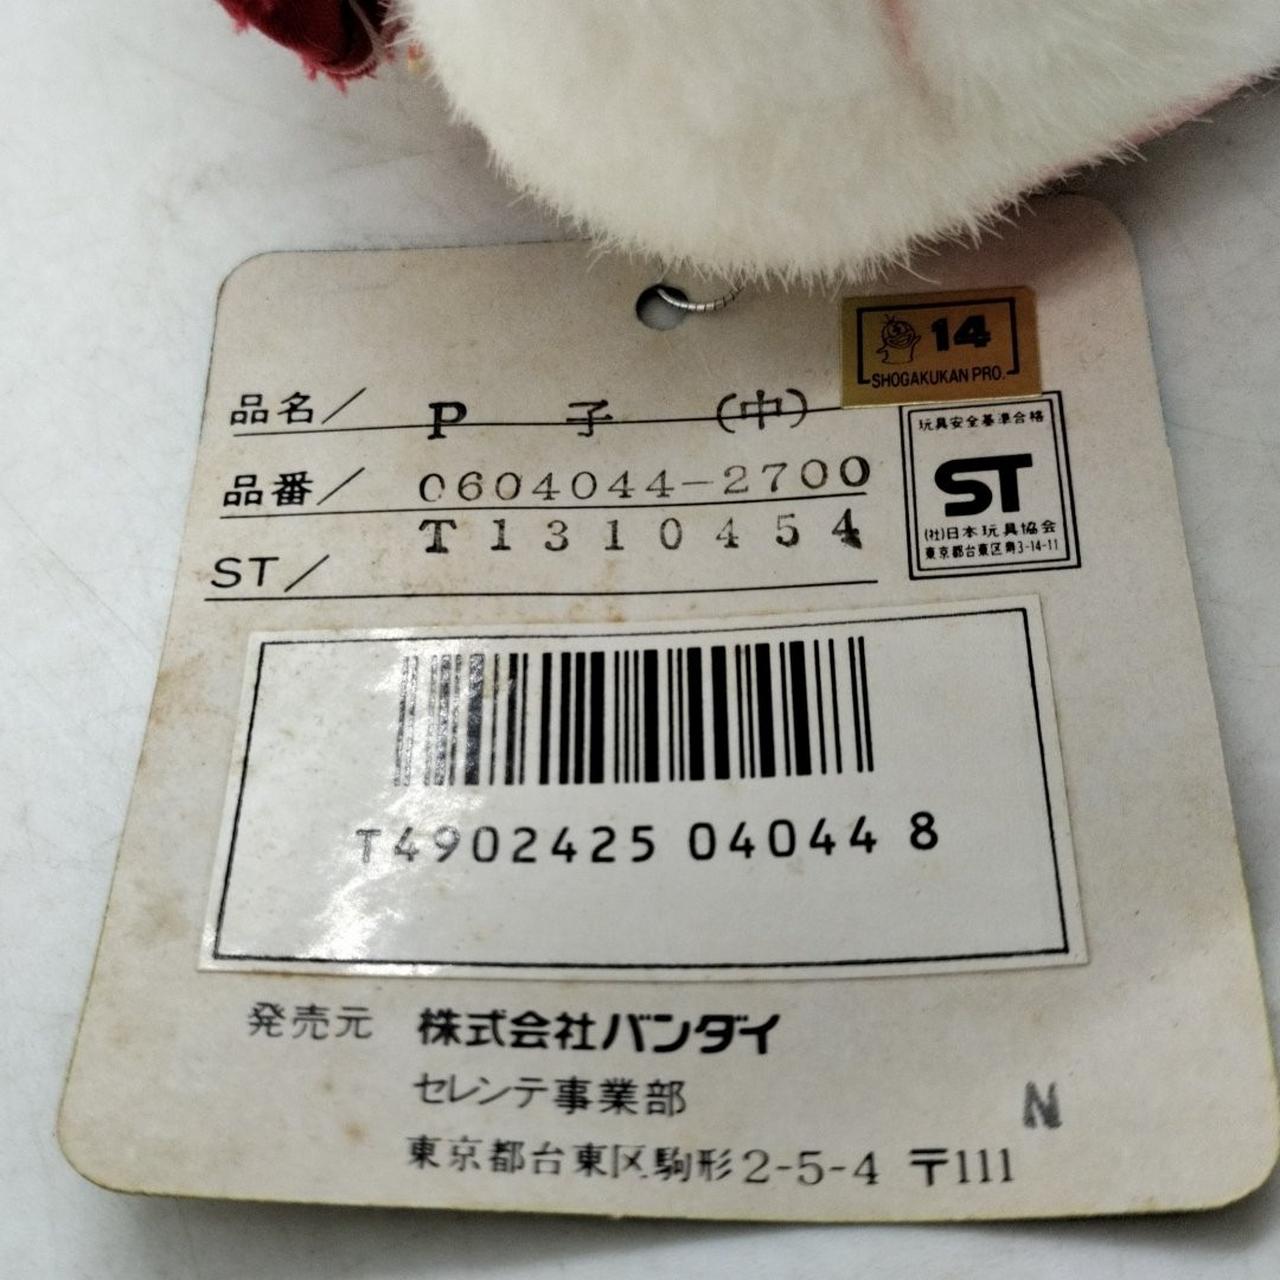 14
SHOGAKUKAN PRO.
品名／ P 子 (中)
品番／ 0604044-2700
ST／ T1310454
玩具安全基準合格
ST
(社)日本玩具協会
東京都台東区寿3-14-11
T4902425 04044 8
発売元 株式会社バンダイ
セレンテ事業部
東京都台東区駒形2-5-4 〒111
N